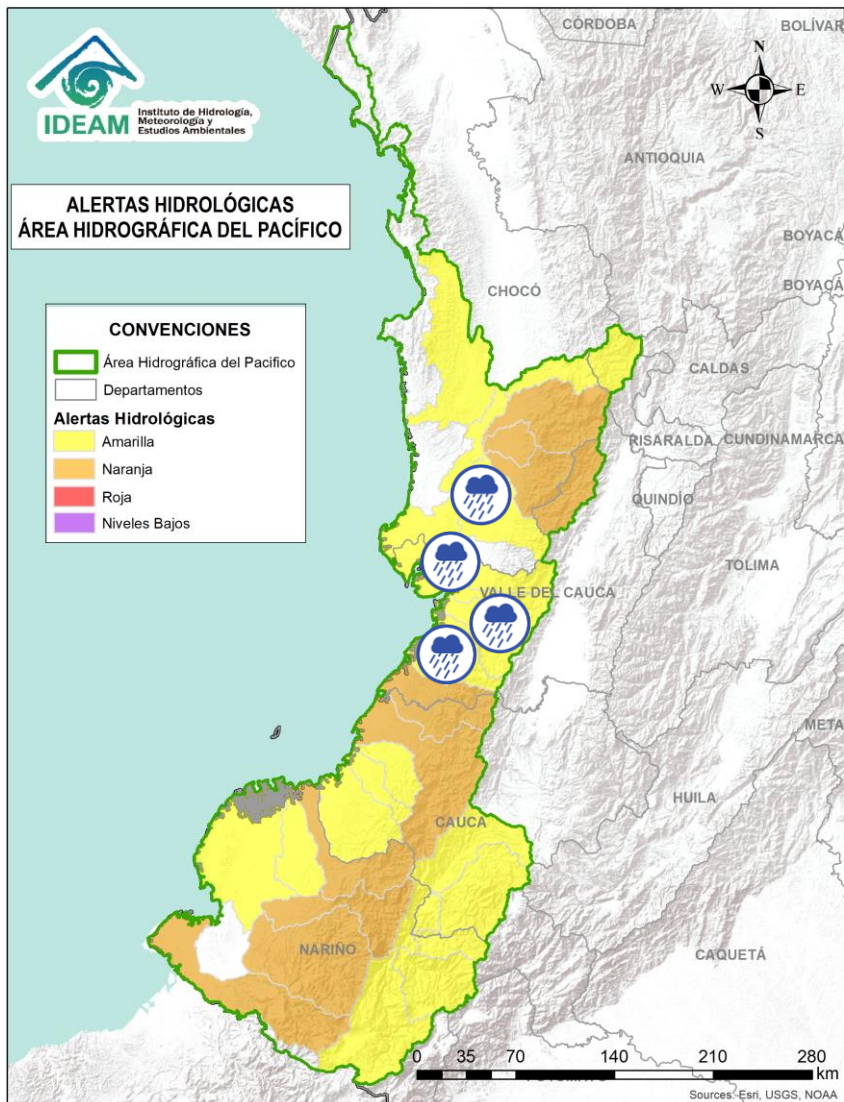 CÓRDOBA
BOLÍVAR
IDEAM
Instituto de Hidrología,
Meteorología y
Estudios Ambientales
N
W
E
S
ANTIOQUIA
ALERTAS HIDROLÓGICAS
ÁREA HIDROGRÁFICA DEL PACÍFICO
BOYACÁ
BOYACÁ
CHOCÓ
CONVENCIONES
Área Hidrográfica del Pacifico
Departamentos
Alertas Hidrológicas
Amarilla
Naranja
Roja
Niveles Bajos
CALDAS
RISARALDA
CUNDINAMARCA
QUINDÍO
TOLIMA
VALLE DEL CAUCA
META
HUILA
CAUCA
NARIÑO
CAQUETÁ
0 35 70 140 210 280
km
Sources: Esri, USGS, NOAA